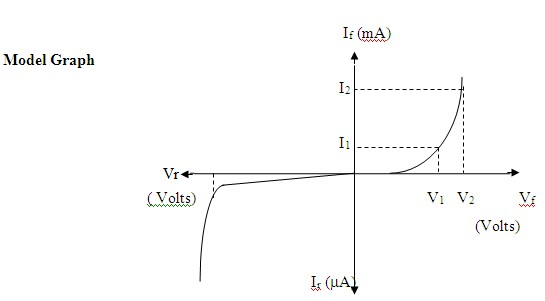 If (mA)
Model Graph
I2
I1
Vr
( Volts)
V1 V2 Vf
(Volts)
Ir (µA)